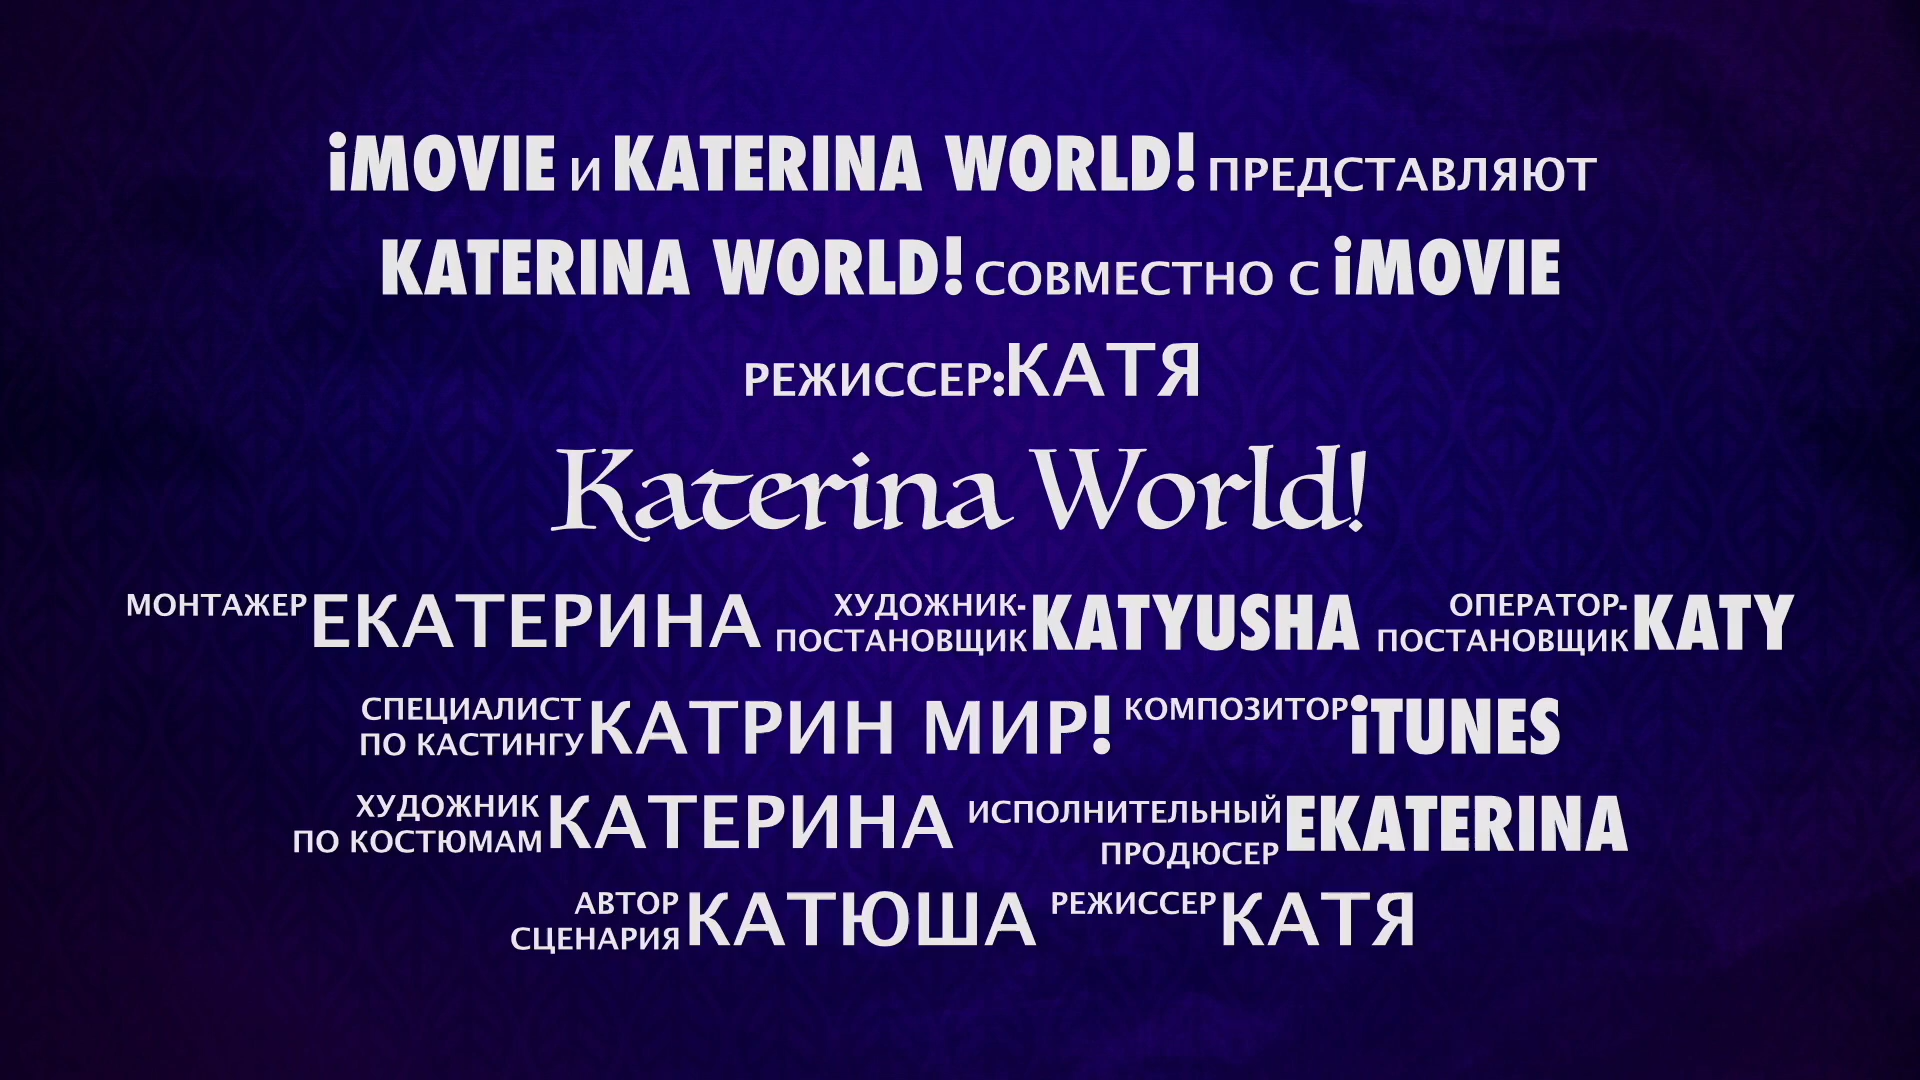 iMOVIE И KATERINA WORLD! ПРЕДСТАВЛЯЮТ
KATERINA WORLD! СОВМЕСТНО С iMOVIE
РЕЖИССЕР:КАТЯ
Katerina World!
МОНТАЖЕР ЕКАТЕРИНА ХУДОЖНИК-ПОСТАНОВЩИК KATYUSHA ОПЕРАТОР-ПОСТАНОВЩИК KATY
СПЕЦИАЛИСТ ПО КАСТИНГУ КАТРИН МИР! КОМПОЗИТОР iTUNES
ХУДОЖНИК ПО КОСТЮМАМ КАТЕРИНА ИСПОЛНИТЕЛЬНЫЙ ПРОДЮСЕР EKATERINA
АВТОР СЦЕНАРИЯ КАТЮША РЕЖИССЕР КАТЯ